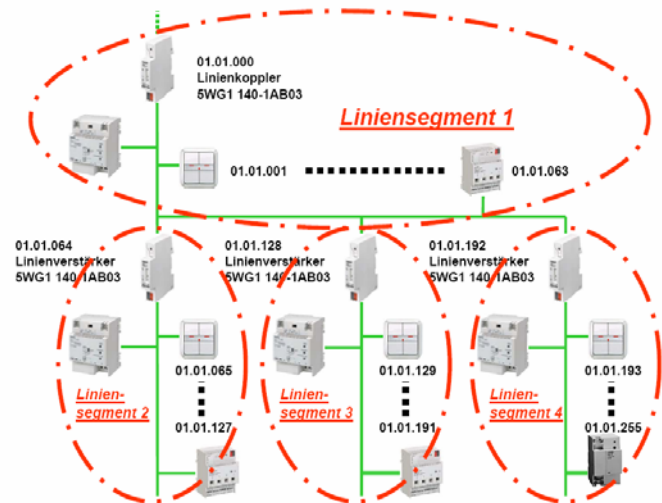 01.01.000
Linienkoppler
5WG1 140-1AB03
Liniensegment 1
01.01.001
01.01.063
01.01.064
Linienverstärker
5WG1 140-1AB03
01.01.128
Linienverstärker
5WG1 140-1AB03
01.01.192
Linienverstärker
5WG1 140-1AB03
01.01.065
01.01.129
01.01.193
Linien-
segment 2
Linien-
segment 3
Linien-
segment 4
01.01.127
01.01.191
01.01.255